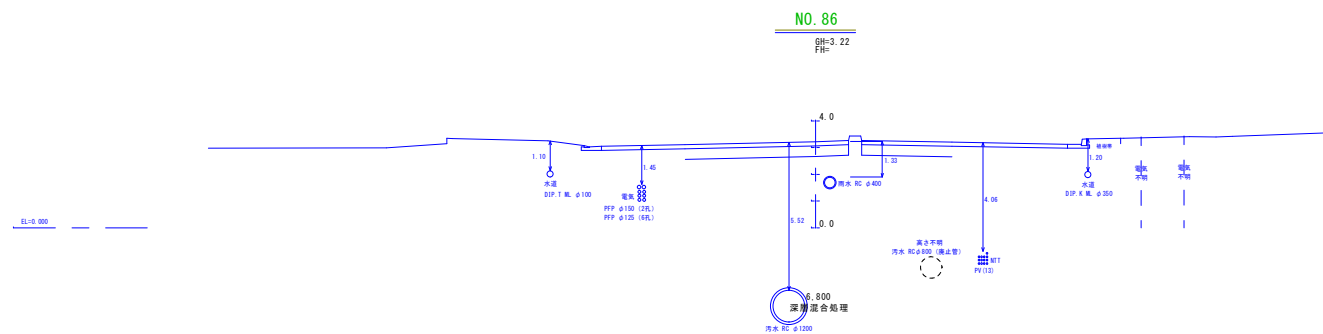 NO.86
GH=3.22
FH=
4.0
1.10
1.45
1.33
植樹帯
1.20
水道
DIP.T ML φ100
電気
PFP φ150 (2孔)
PFP φ125 (6孔)
雨水 RC φ400
水道
DIP.K ML φ350
電気
不明
電気
不明
4.06
5.52
EL=0.000
0.0
高さ不明
汚水 RCφ800 (廃止管)
NTT
PV(13)
6.800
深層混合処理
汚水 RC φ1200